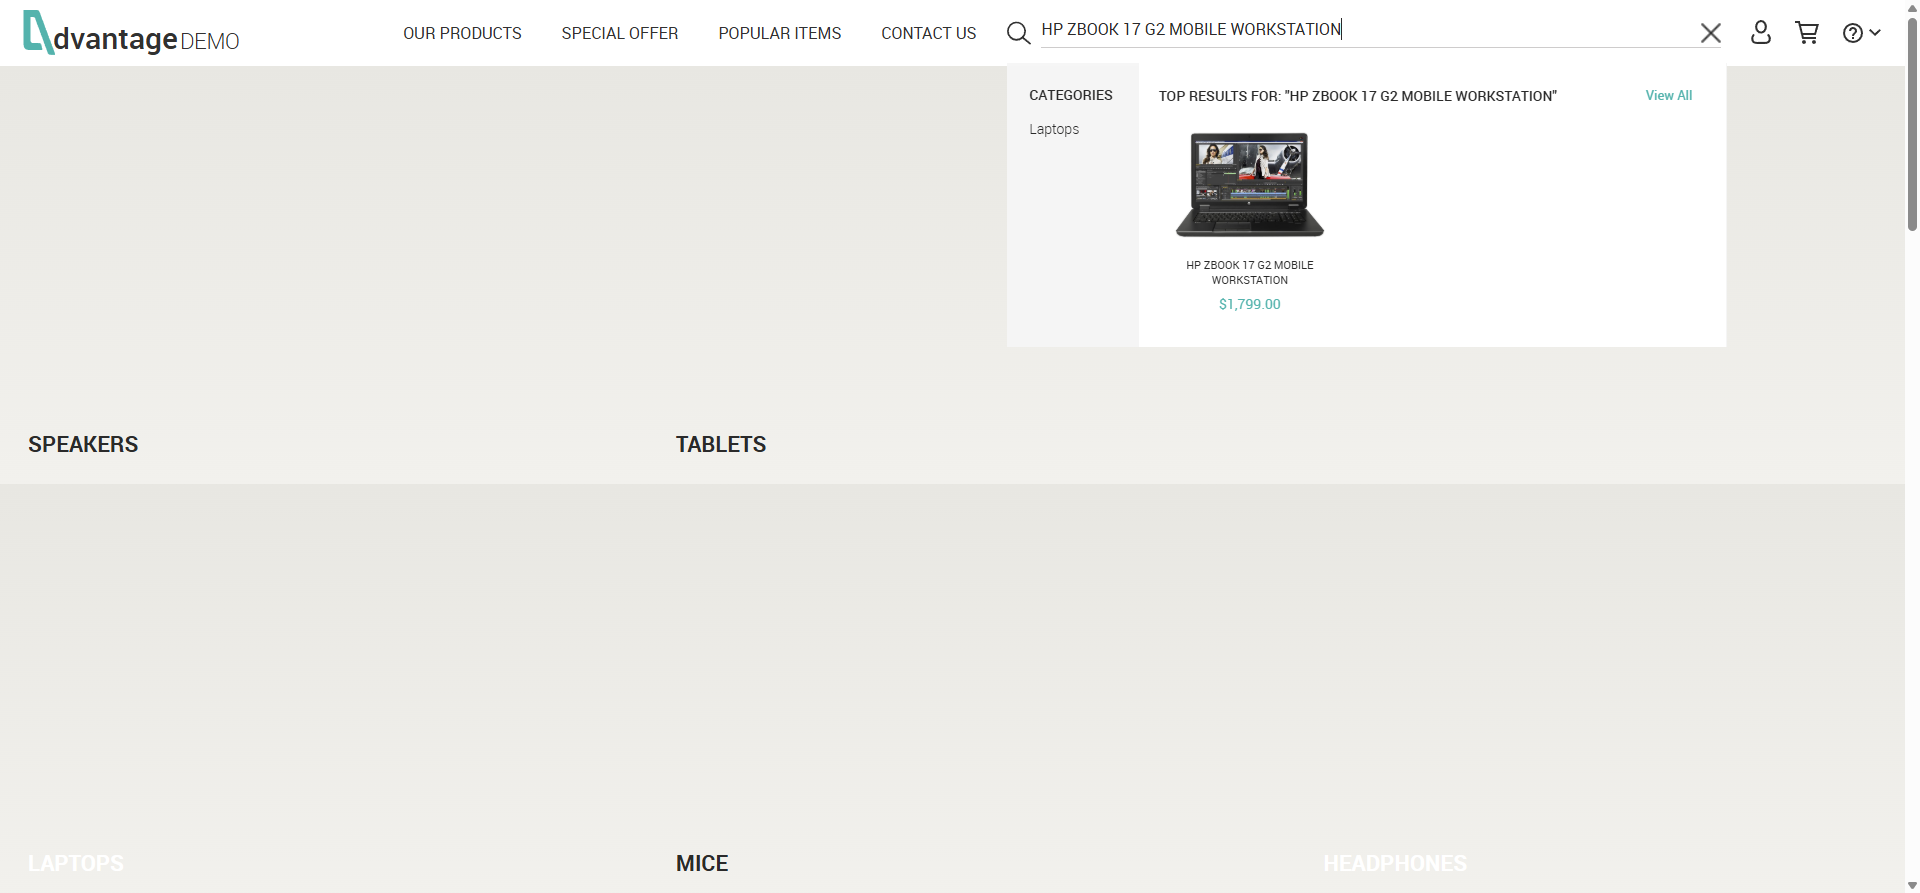 dvantage DEMO
OUR PRODUCTS
SPECIAL OFFER
POPULAR ITEMS
CONTACT US
HP ZBOOK 17 G2 MOBILE WORKSTATION
CATEGORIES
Laptops
TOP RESULTS FOR: "HP ZBOOK 17 G2 MOBILE WORKSTATION"
View All
HP ZBOOK 17 G2 MOBILE
WORKSTATION
$1,799.00
SPEAKERS
TABLETS
LAPTOPS
MICE
HEADPHONES